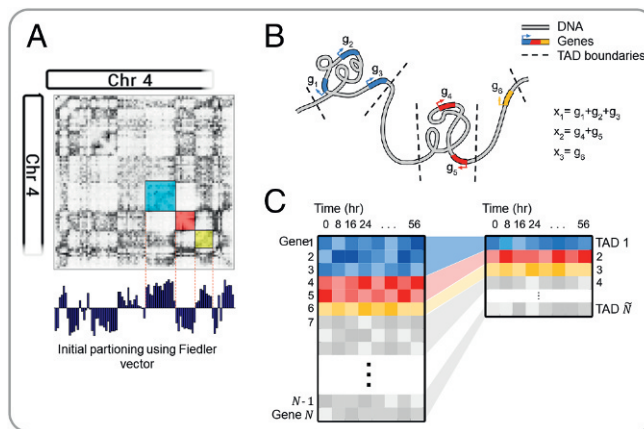 A
Chr 4
Chr 4
Initial partioning using Fiedler
vector
B
g1
g2
g3
g4
g5
g6
DNA
Genes
TAD boundaries
x1= g1+g2+g3
x2= g4+g5
x3= g6
C
Time (hr)
0 8 16 24 . . . 56
Gene 1
2
3
4
5
6
7
N - 1
Gene N
Time (hr)
0 8 16 24 . . . 56
TAD 1
2
3
4
TAD Ñ